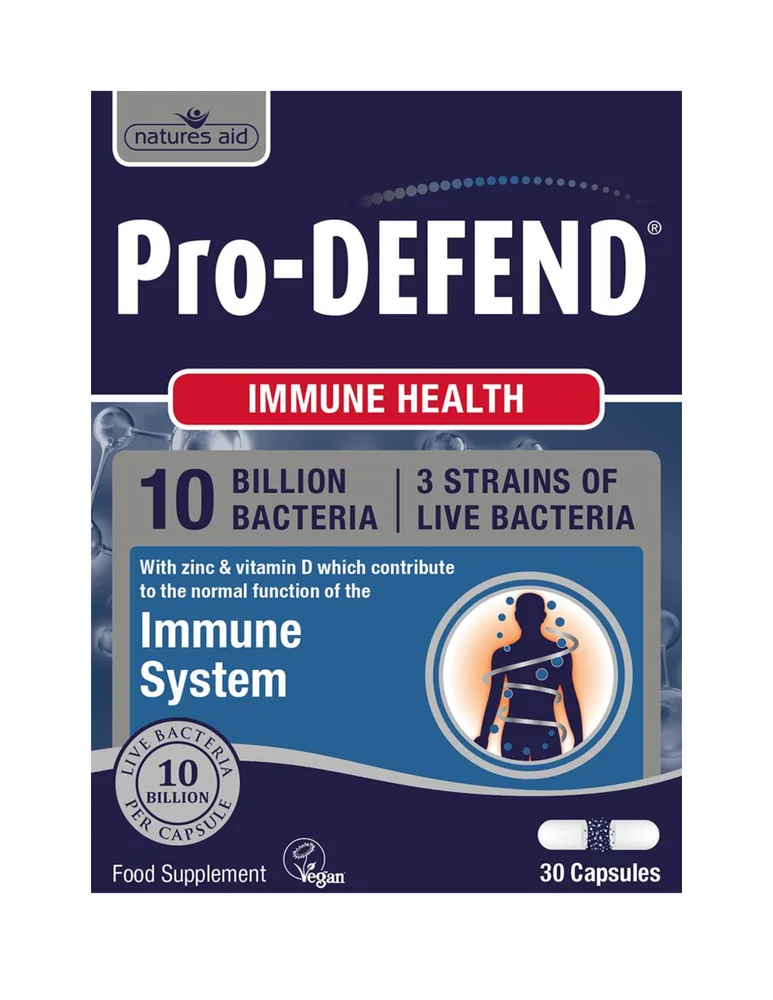 natures aid
Pro-DEFEND®
IMMUNE HEALTH
10 BILLION BACTERIA
3 STRAINS OF LIVE BACTERIA
With zinc & vitamin D which contribute
to the normal function of the
Immune
System
LIVE BACTERIA
10
BILLION
PER CAPSULE
Food Supplement
Vegan
30 Capsules